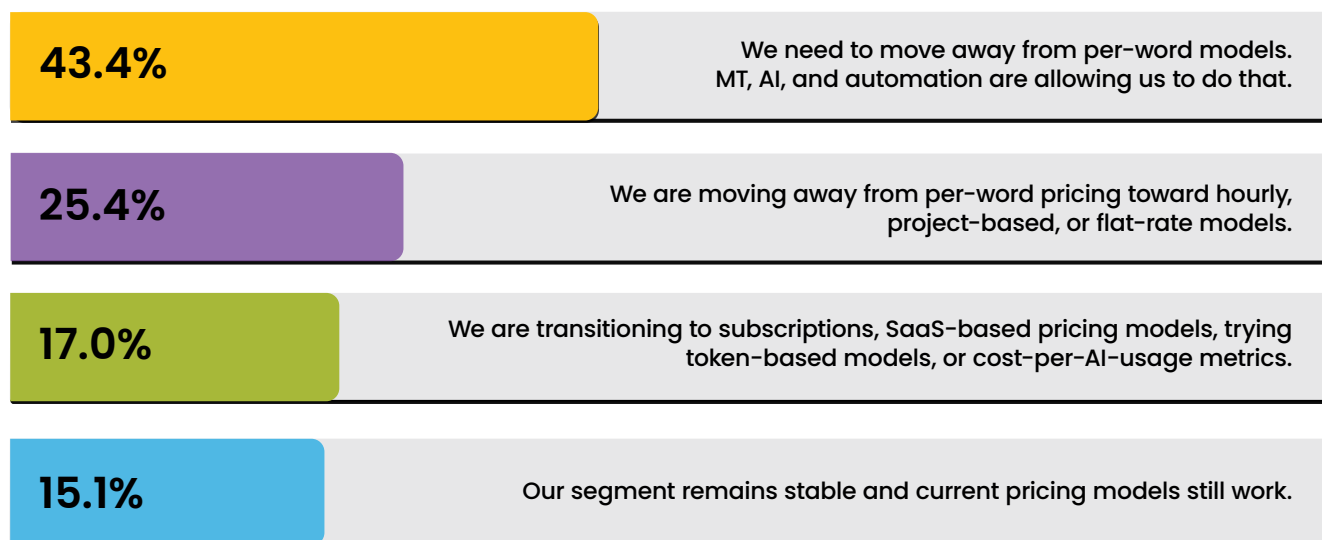 43.4%
We need to move away from per-word models.
MT, AI, and automation are allowing us to do that.
25.4%
We are moving away from per-word pricing toward hourly,
project-based, or flat-rate models.
17.0%
We are transitioning to subscriptions, SaaS-based pricing models, trying
token-based models, or cost-per-AI-usage metrics.
15.1%
Our segment remains stable and current pricing models still work.